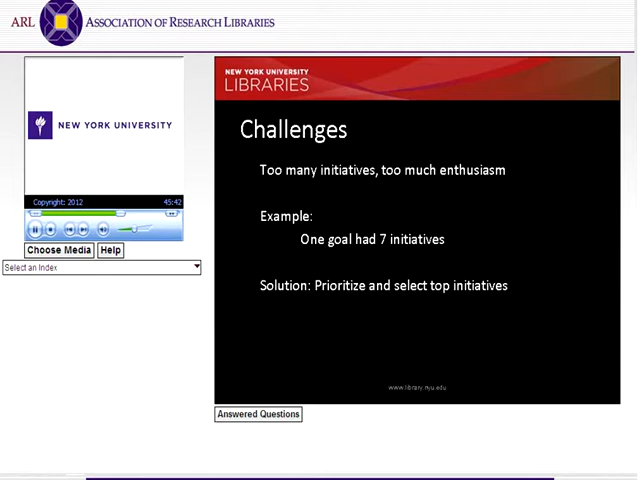 ARL ASSOCIATION OF RESEARCH LIBRARIES
NEW YORK UNIVERSITY
Copyright: 2012 45:42
Choose Media Help
Select an Index
NEW YORK UNIVERSITY
LIBRARIES
Challenges
Too many initiatives, too much enthusiasm
Example:
One goal had 7 initiatives
Solution: Prioritize and select top initiatives
www.library.nyu.edu
Answered Questions